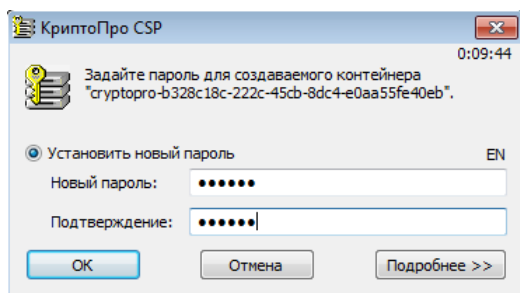 КриптоПро CSP
0:09:44
Задайте пароль для создаваемого контейнера
"cryptopro-b328c18c-222c-45cb-8dc4-e0aa55fe40eb".
Установить новый пароль EN
Новый пароль: ••••••
Подтверждение: ••••••
ОК Отмена Подробнее >>